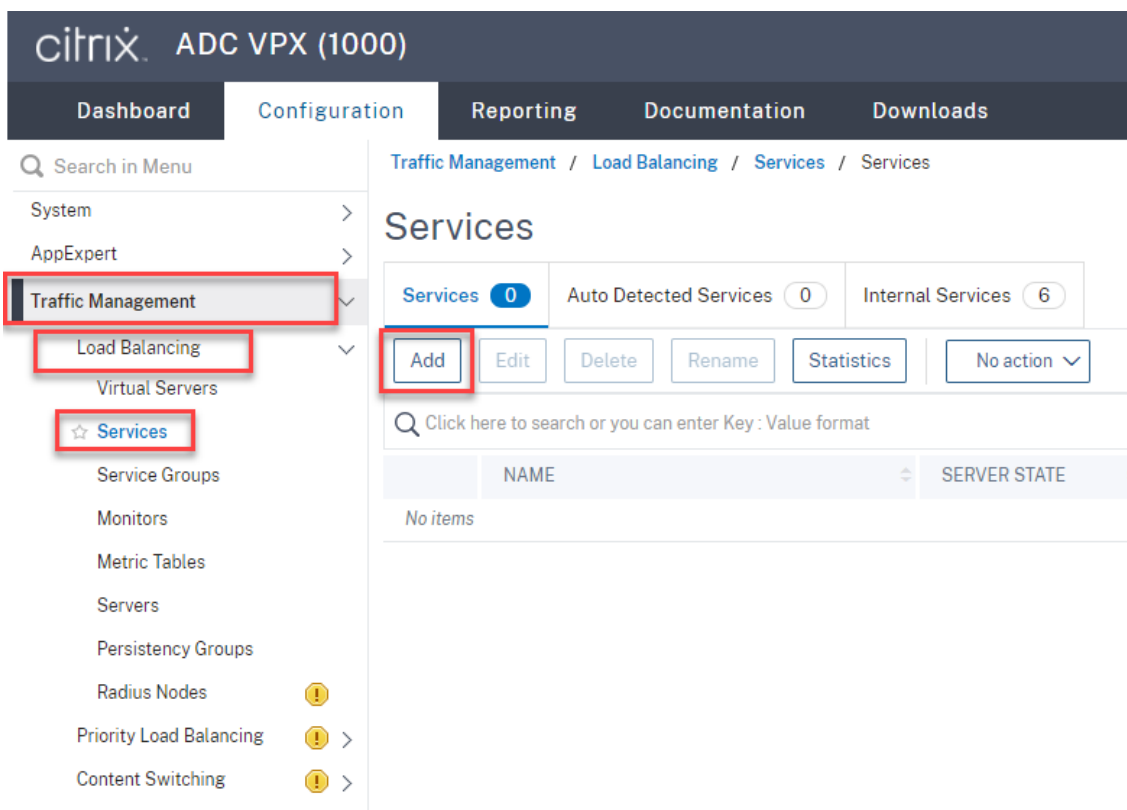 citrix. ADC VPX (1000)
Dashboard Configuration Reporting Documentation Downloads
Search in Menu
System
AppExpert
Traffic Management
Load Balancing
Virtual Servers
Services
Service Groups
Monitors
Metric Tables
Servers
Persistency Groups
Radius Nodes
Priority Load Balancing
Content Switching
Traffic Management / Load Balancing / Services / Services
Services
Services 0 Auto Detected Services 0 Internal Services 6
Add Edit Delete Rename Statistics No action
Click here to search or you can enter Key : Value format
NAME SERVER STATE
No items